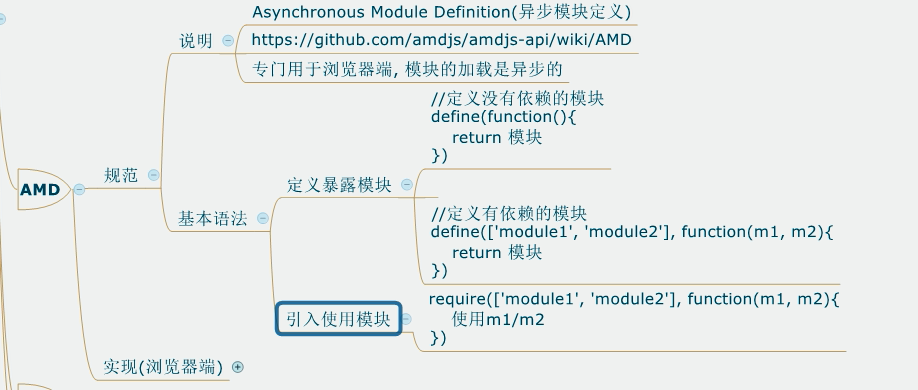 AMD
规范
说明
Asynchronous Module Definition(异步模块定义)
https://github.com/amdjs/amdjs-api/wiki/AMD
专门用于浏览器端, 模块的加载是异步的
基本语法
定义暴露模块
//定义没有依赖的模块
define(function(){
return 模块
})
//定义有依赖的模块
define(['module1', 'module2'], function(m1, m2){
return 模块
})
引入使用模块
require(['module1', 'module2'], function(m1, m2){
使用m1/m2
})
实现(浏览器端)